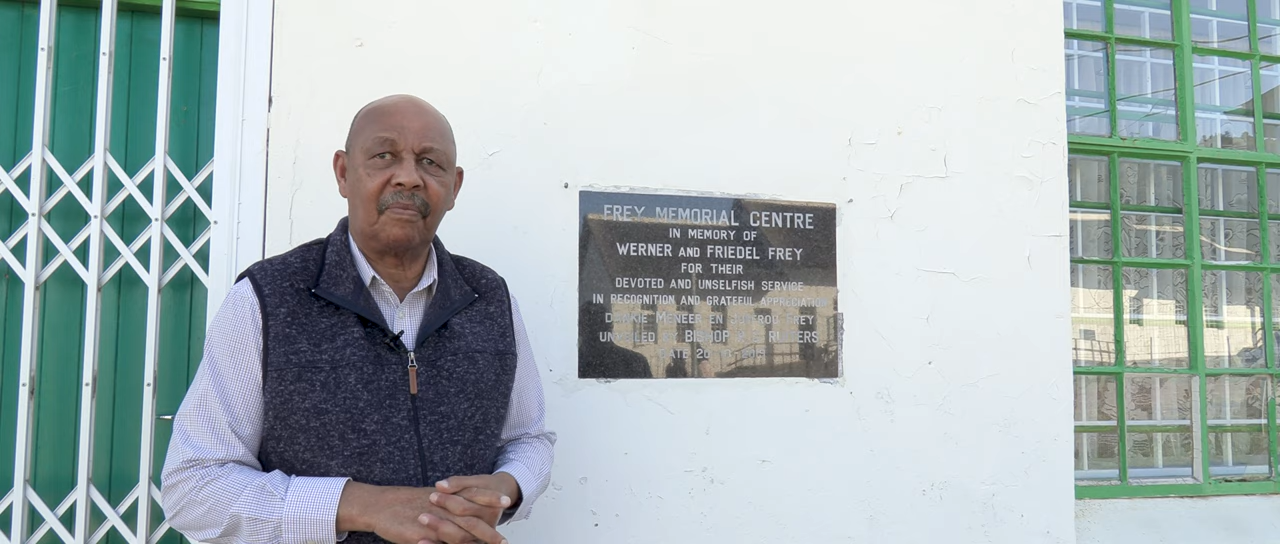 FREY MEMORIAL CENTRE
IN MEMORY OF
WERNER AND FRIEDEL FREY
FOR THEIR
DEVOTED AND UNSELFISH SERVICE
IN RECOGNITION AND GRATEFUL APPRECIATION
DANKIE MENEER EN JUFFROU FREY
UNVEILED BY BISHOP
DATE